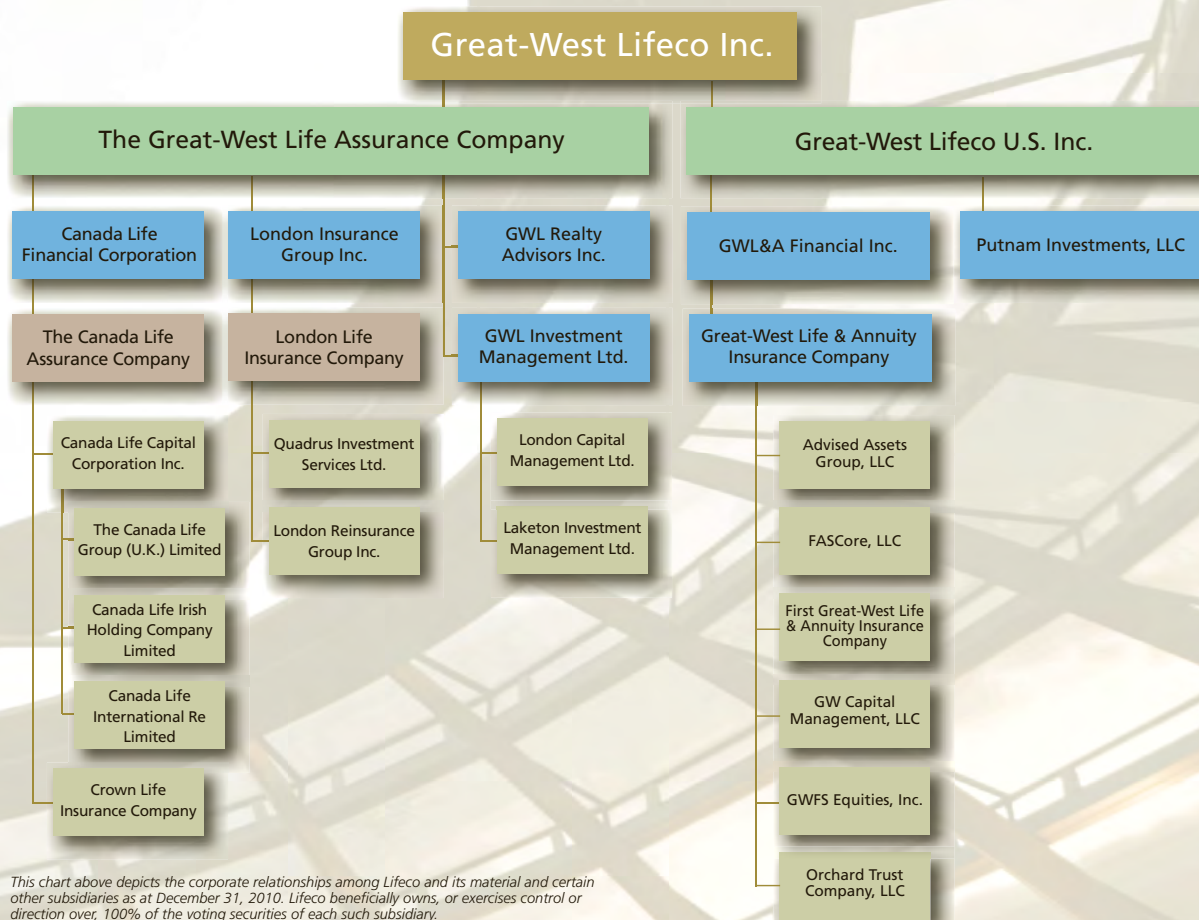 Great-West Lifeco Inc.
The Great-West Life Assurance Company
Great-West Lifeco U.S. Inc.
Canada Life
Financial Corporation
London Insurance
Group Inc.
GWL Realty
Advisors Inc.
GWL&A Financial Inc.
Putnam Investments, LLC
The Canada Life
Assurance Company
London Life
Insurance Company
GWL Investment
Management Ltd.
Great-West Life & Annuity
Insurance Company
Canada Life Capital
Corporation Inc.
Quadrus Investment
Services Ltd.
London Capital
Management Ltd.
Advised Assets
Group, LLC
The Canada Life
Group (U.K.) Limited
London Reinsurance
Group Inc.
Laketon Investment
Management Ltd.
FASCore, LLC
Canada Life Irish
Holding Company
Limited
First Great-West Life
& Annuity Insurance
Company
Canada Life
International Re
Limited
GW Capital
Management, LLC
Crown Life
Insurance Company
GWFS Equities, Inc.
Orchard Trust
Company, LLC
This chart above depicts the corporate relationships among Lifeco and its material and certain
other subsidiaries as at December 31, 2010. Lifeco beneficially owns, or exercises control or
direction over, 100% of the voting securities of each such subsidiary.